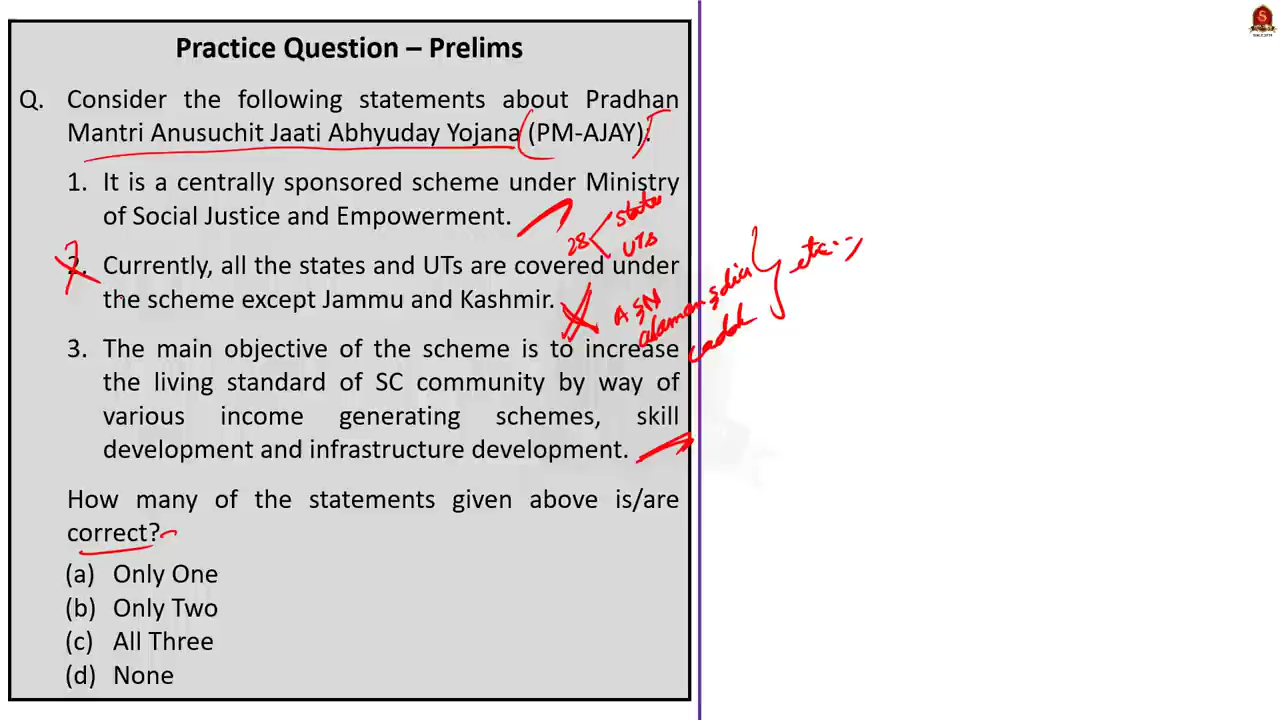 Practice Question – Prelims
Q. Consider the following statements about Pradhan
Mantri Anusuchit Jaati Abhyuday Yojana (PM-AJAY):
1. It is a centrally sponsored scheme under Ministry
of Social Justice and Empowerment.
28 states
UTs
2. Currently, all the states and UTs are covered under
the scheme except Jammu and Kashmir.
A&N
etc
3. The main objective of the scheme is to increase
the living standard of SC community by way of
various income generating schemes, skill
development and infrastructure development.
How many of the statements given above is/are
correct?
(a) Only One
(b) Only Two
(c) All Three
(d) None